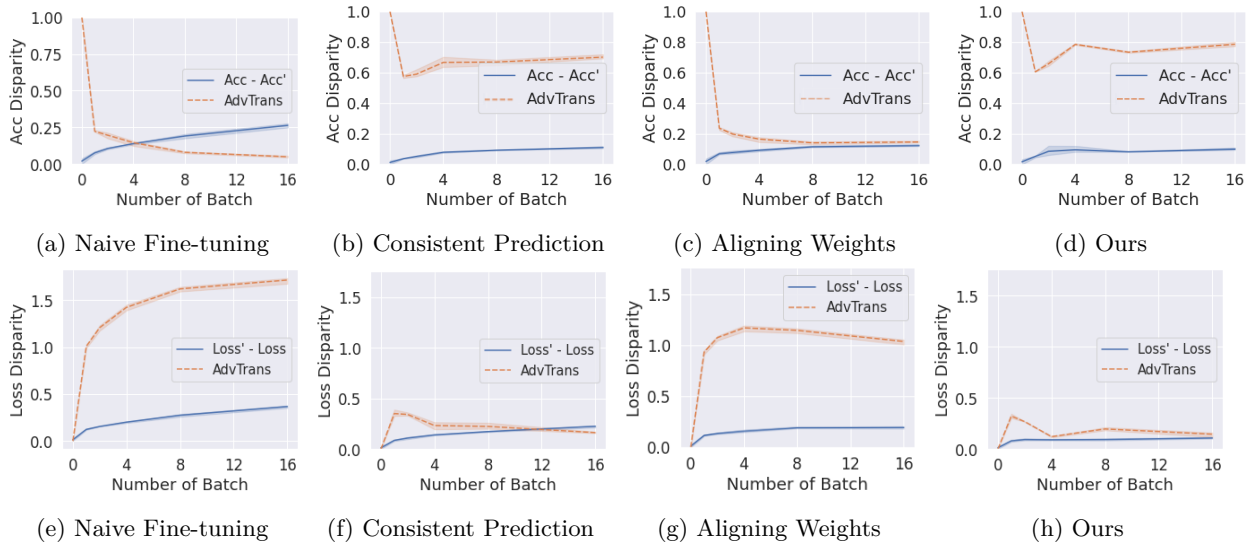 1.00
0.75
0.50
0.25
0.00
Acc Disparity
Acc - Acc'
AdvTrans
0 4 8 12 16
Number of Batch
(a) Naive Fine-tuning
1.0
0.8
0.6
0.4
0.2
0.0
Acc Disparity
Acc - Acc'
AdvTrans
0 4 8 12 16
Number of Batch
(b) Consistent Prediction
1.0
0.8
0.6
0.4
0.2
0.0
Acc Disparity
Acc - Acc'
AdvTrans
0 4 8 12 16
Number of Batch
(c) Aligning Weights
1.0
0.8
0.6
0.4
0.2
0.0
Acc Disparity
Acc - Acc'
AdvTrans
0 4 8 12 16
Number of Batch
(d) Ours
1.5
1.0
0.5
0.0
Loss Disparity
Loss' - Loss
AdvTrans
0 4 8 12 16
Number of Batch
(e) Naive Fine-tuning
1.5
1.0
0.5
0.0
Loss Disparity
Loss' - Loss
AdvTrans
0 4 8 12 16
Number of Batch
(f) Consistent Prediction
1.5
1.0
0.5
0.0
Loss Disparity
Loss' - Loss
AdvTrans
0 4 8 12 16
Number of Batch
(g) Aligning Weights
1.5
1.0
0.5
0.0
Loss Disparity
Loss' - Loss
AdvTrans
0 4 8 12 16
Number of Batch
(h) Ours